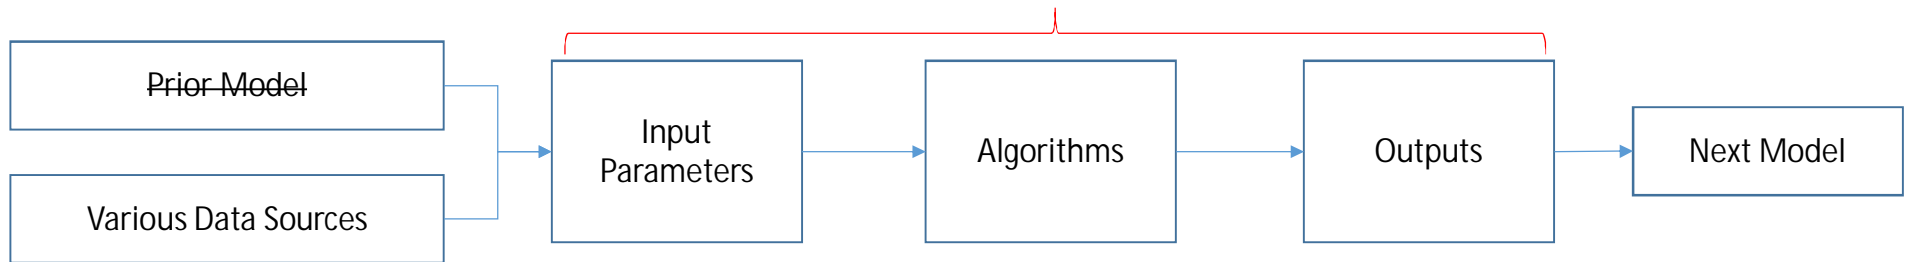 Prior Model
Various Data Sources
Input
Parameters
Algorithms
Outputs
Next Model